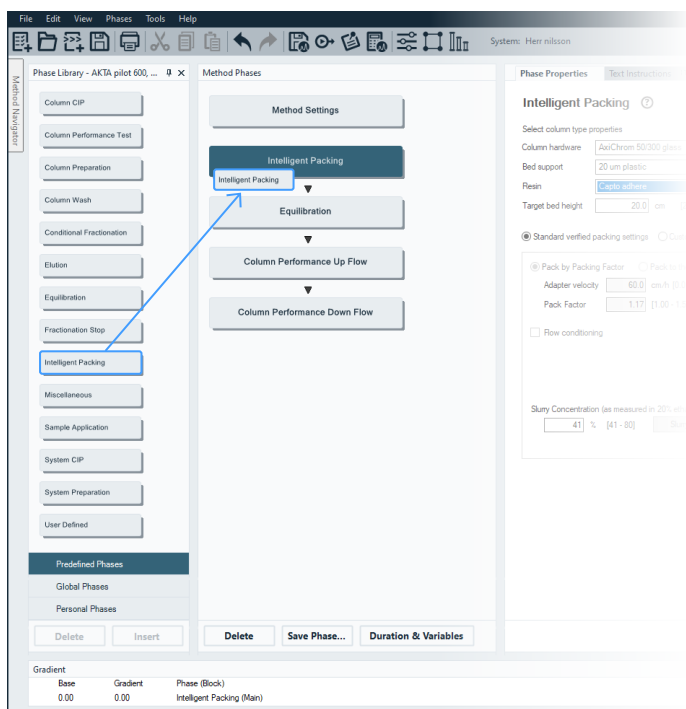 File Edit View Phases Tools Help
System: Herr nilsson
Method Navigator
Phase Library - AKTA pilot 600, ...
Column CIP
Column Performance Test
Column Preparation
Column Wash
Conditional Fractionation
Elution
Equilibration
Fractionation Stop
Intelligent Packing
Miscellaneous
Sample Application
System CIP
System Preparation
User Defined
Predefined Phases
Global Phases
Personal Phases
Delete Insert
Method Phases
Method Settings
Intelligent Packing
Intelligent Packing
Equilibration
Column Performance Up Flow
Column Performance Down Flow
Delete Save Phase... Duration & Variables
Phase Properties Text Instructions
Intelligent Packing
Select column type properties
Column hardware AxiChrom 50/300 glass
Bed support 20 um plastic
Resin Capto adhere
Target bed height 20.0 cm
Standard verfied packing settings
Pack by Packing Factor
Adapter velocity 60.0 cm/h
Pack Factor 1.17
Flow conditioning
Slurry Concentration (as measured in 20%
41 % [41 - 80]
Gradient
Base Gradient Phase (Block)
0.00 0.00 Intelligent Packing (Main)